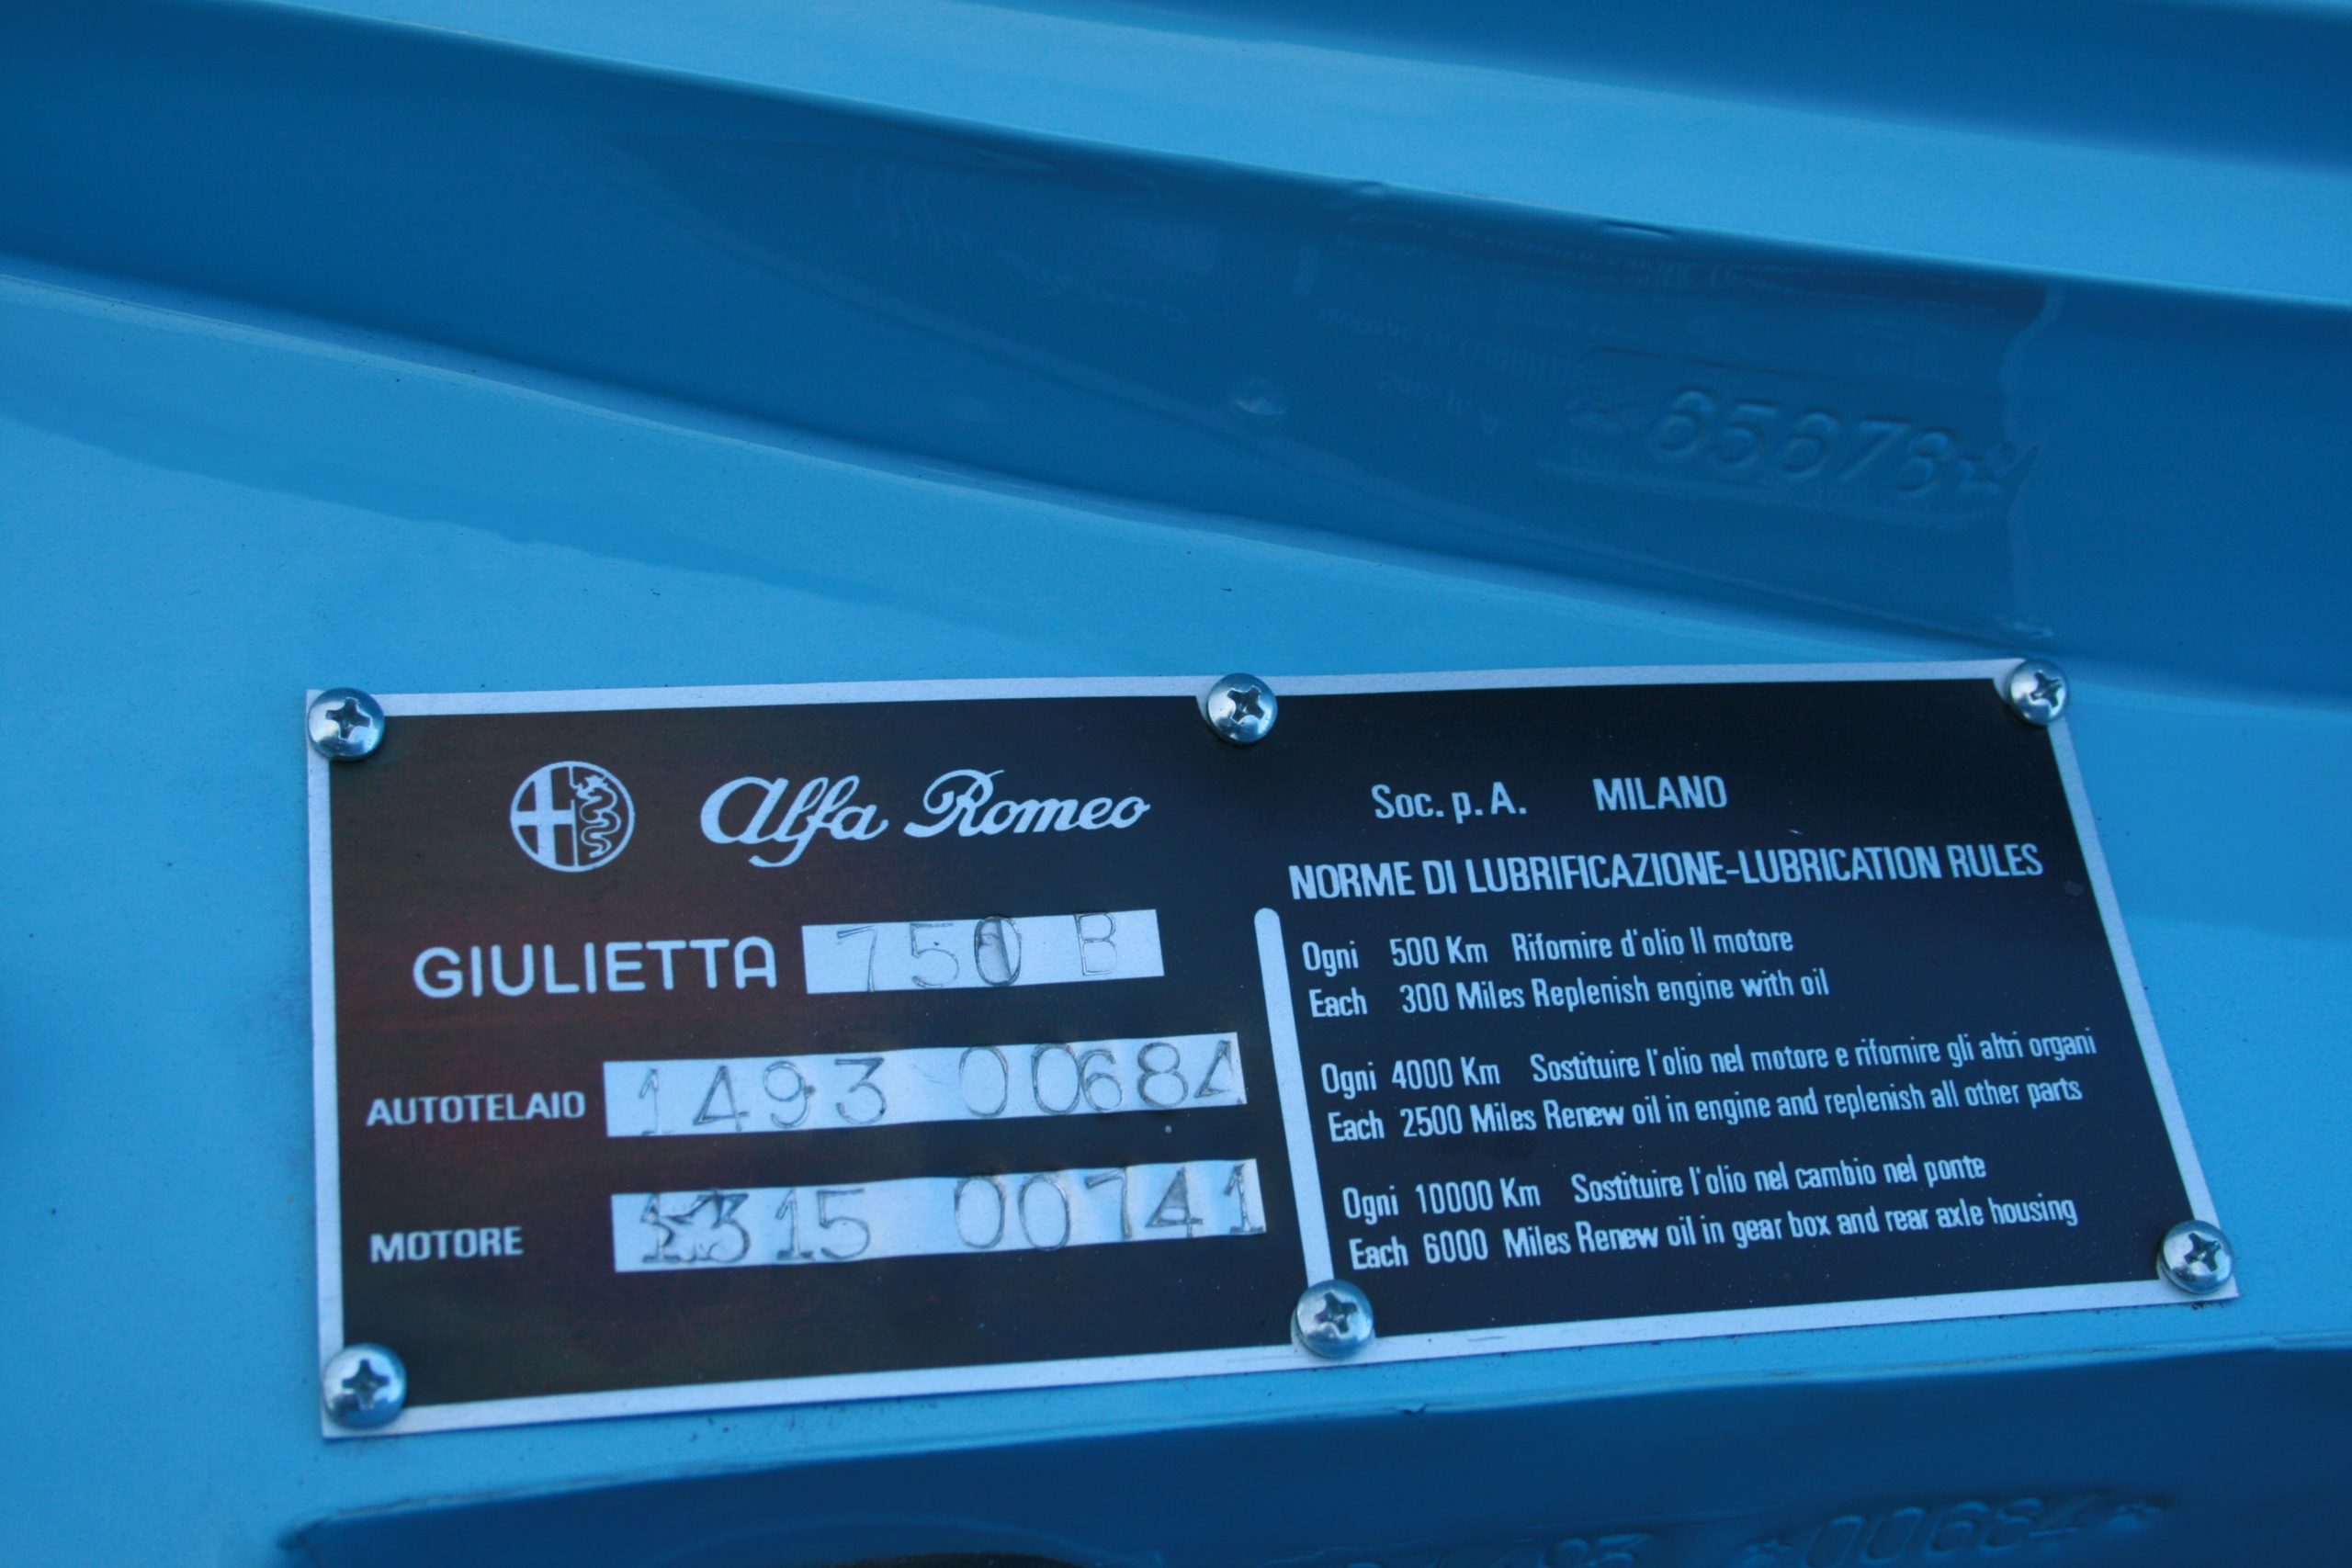 *65678*
Alfa Romeo
Soc. p. A. MILANO
GIULIETTA 750 B
AUTOTELAIO 1493 00684
MOTORE 1315 00741
NORME DI LUBRIFICAZIONE-LUBRICATION RULES
Ogni 500 Km Rifornire d'olio Il motore
Each 300 Miles Replenish engine with oil
Ogni 4000 Km Sostituire l'olio nel motore e rifornire gli altri organi
Each 2500 Miles Renew oil in engine and replenish all other parts
Ogni 10000 Km Sostituire l'olio nel cambio nel ponte
Each 6000 Miles Renew oil in gear box and rear axle housing
*00684*